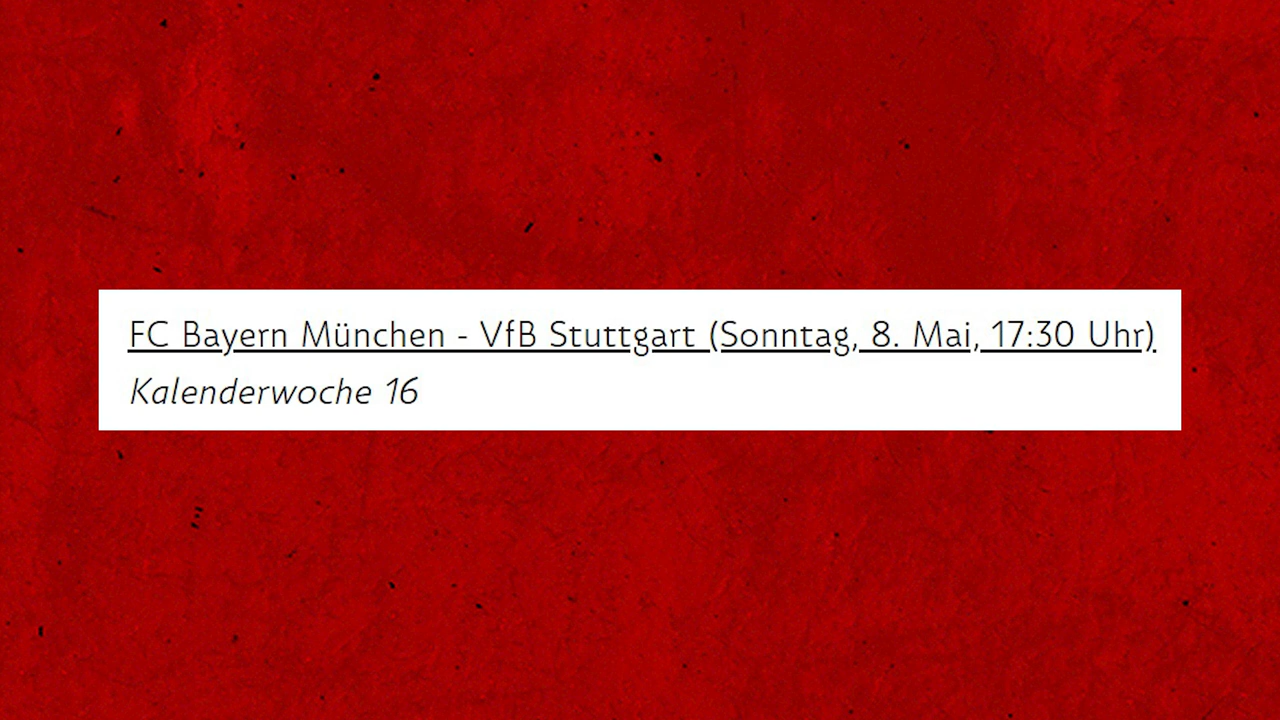 FC Bayern München - VfB Stuttgart (Sonntag, 8. Mai, 17:30 Uhr)
Kalenderwoche 16